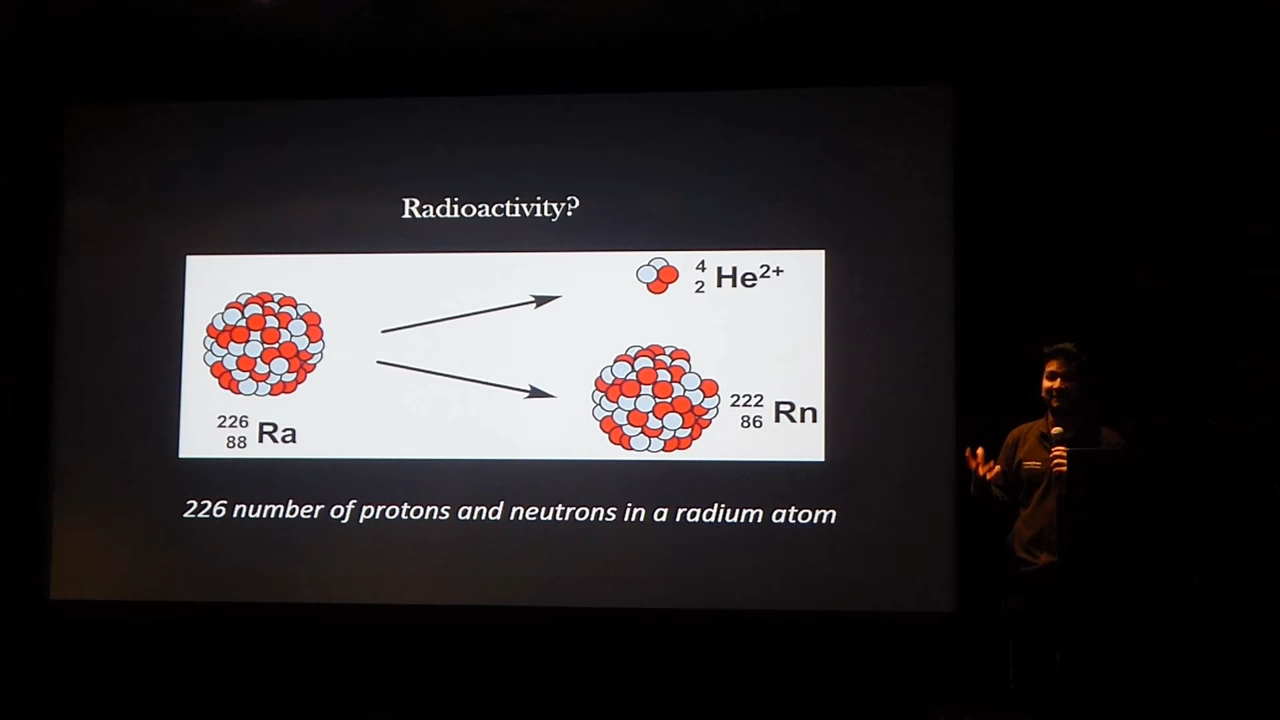 Radioactivity?
4
2 He2+
226
88 Ra
222
86 Rn
226 number of protons and neutrons in a radium atom